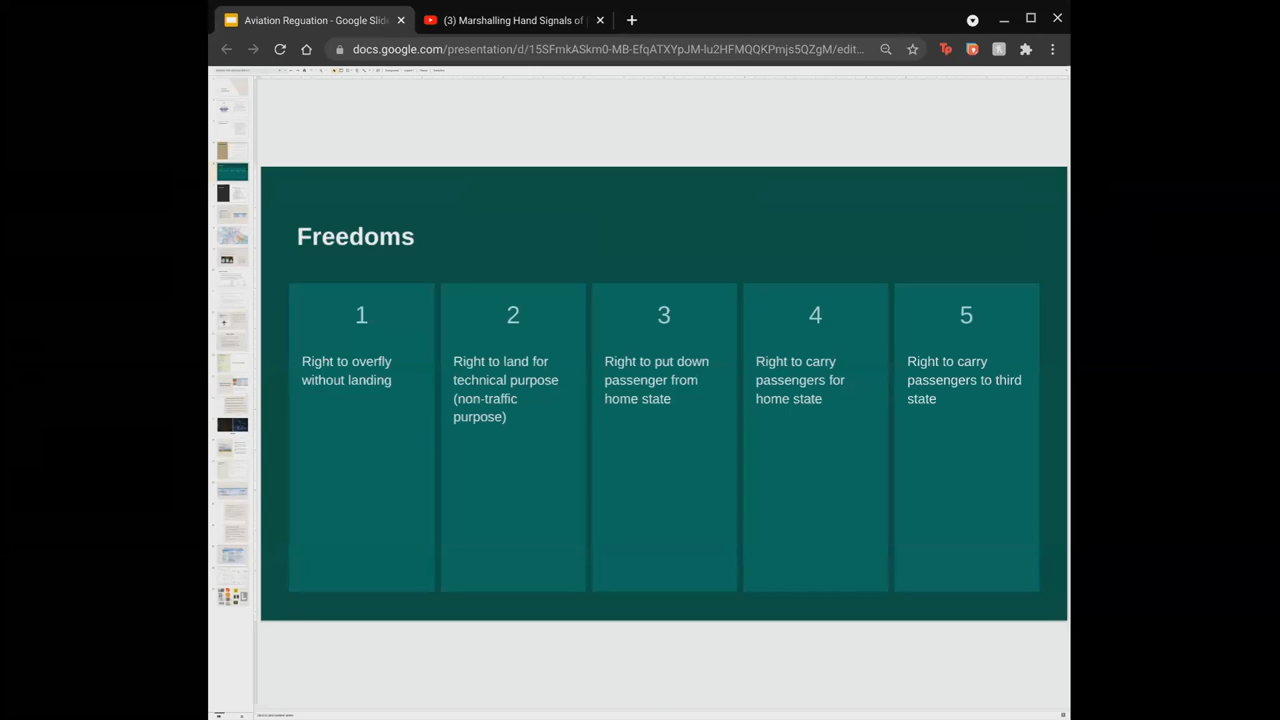 Aviation Reguation - Google Slide
(3) Marshalling Hand Signals of
docs.google.com/presentation/d/15SFmkASkm0-MB-EfqATXYpJM-lu2HFMQQKPmjs5QZgM/edit...
Freedoms
1
Right to overfly
without landing
2
Right to land for
technical purpose
(non-traffic
purpose)
3
Right to put down
passenger from
home state
4
Right to carry
passengers for
home state
5
Right to carry
passengers to third
state